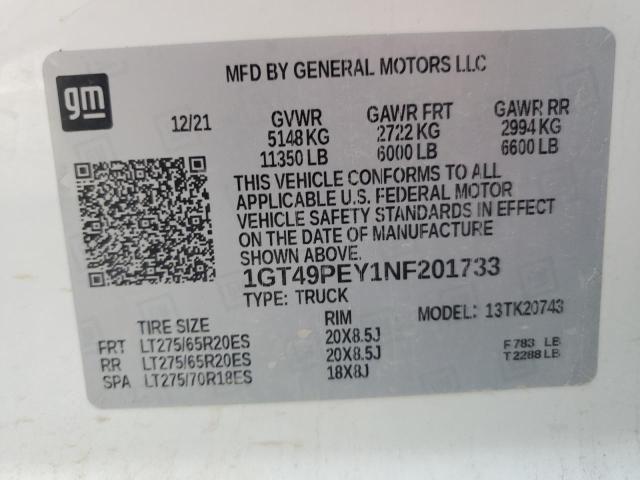 gm
MFD BY GENERAL MOTORS LLC
12/21 GVWR GAWR FRT GAWR RR
5148 KG 2722 KG 2994 KG
11350 LB 6000 LB 6600 LB
THIS VEHICLE CONFORMS TO ALL
APPLICABLE U.S. FEDERAL MOTOR
VEHICLE SAFETY STANDARDS IN EFFECT
ON THE DATE OF MANUFACTURE
SHOWN ABOVE.
1GT49PEY1NF201733
TYPE: TRUCK MODEL: 13TK20743
TIRE SIZE RIM
FRT LT275/65R20ES 20X8.5J F 783 LB
RR LT275/65R20ES 20X8.5J T 2288 LB
SPA LT275/70R18ES 18X8J